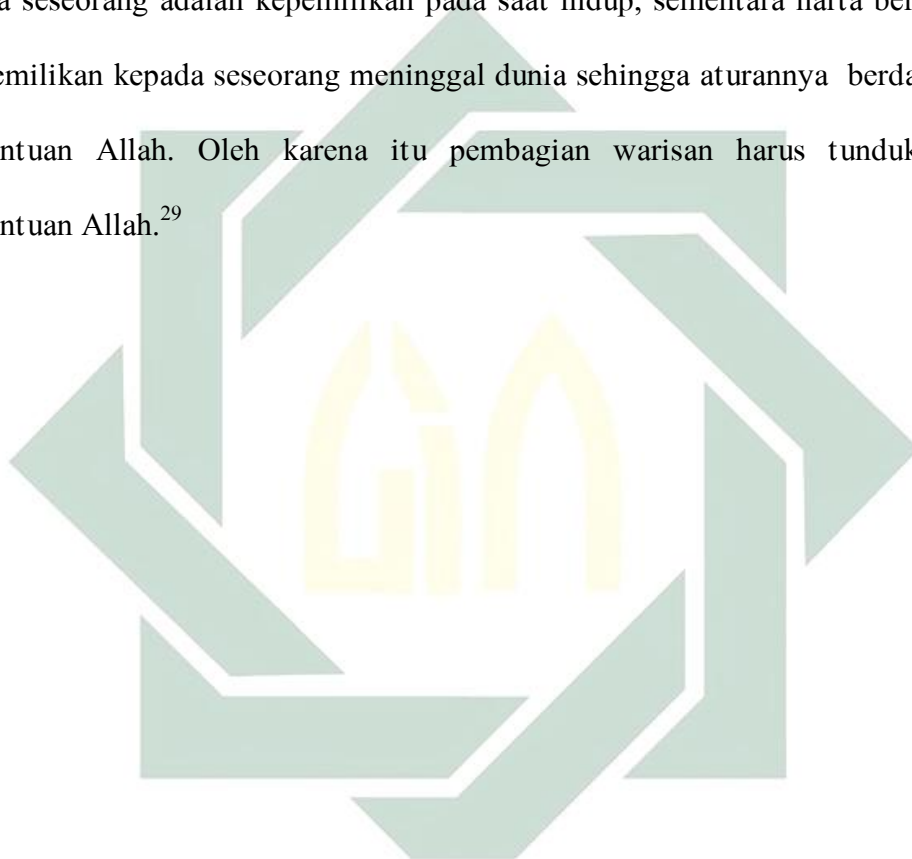 seseorang adalah kepemilikan pada saat hidup, sementara harta
emilikan kepada seseorang meninggal dunia sehingga aturannya berda
ntuan Allah. Oleh karena itu pembagian warisan harus tunduk
ntuan Allah.29